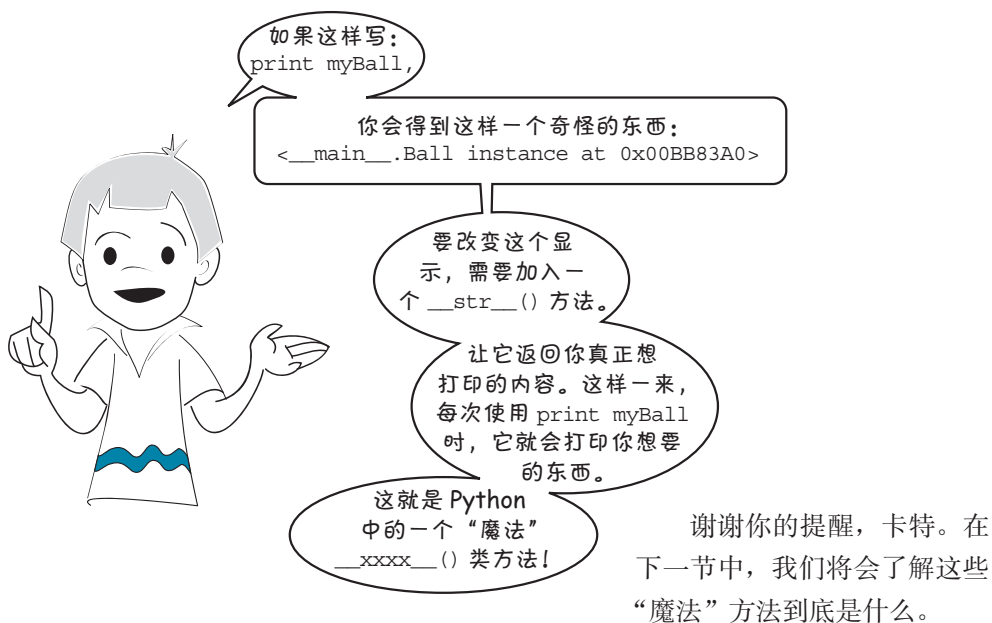 如果这样写：
print myBall，
你会得到这样一个奇怪的东西：
<__main__.Ball instance at 0x00BB83A0>
要改变这个显
示，需要加入一
个 __str__() 方法。
让它返回你真正想
打印的内容。这样一来，
每次使用 print myBall
时，它就会打印你想要
的东西。
这就是 Python
中的一个“魔法”
__xxxx__() 类方法！
谢谢你的提醒，卡特。在
下一节中，我们将会了解这些
“魔法”方法到底是什么。